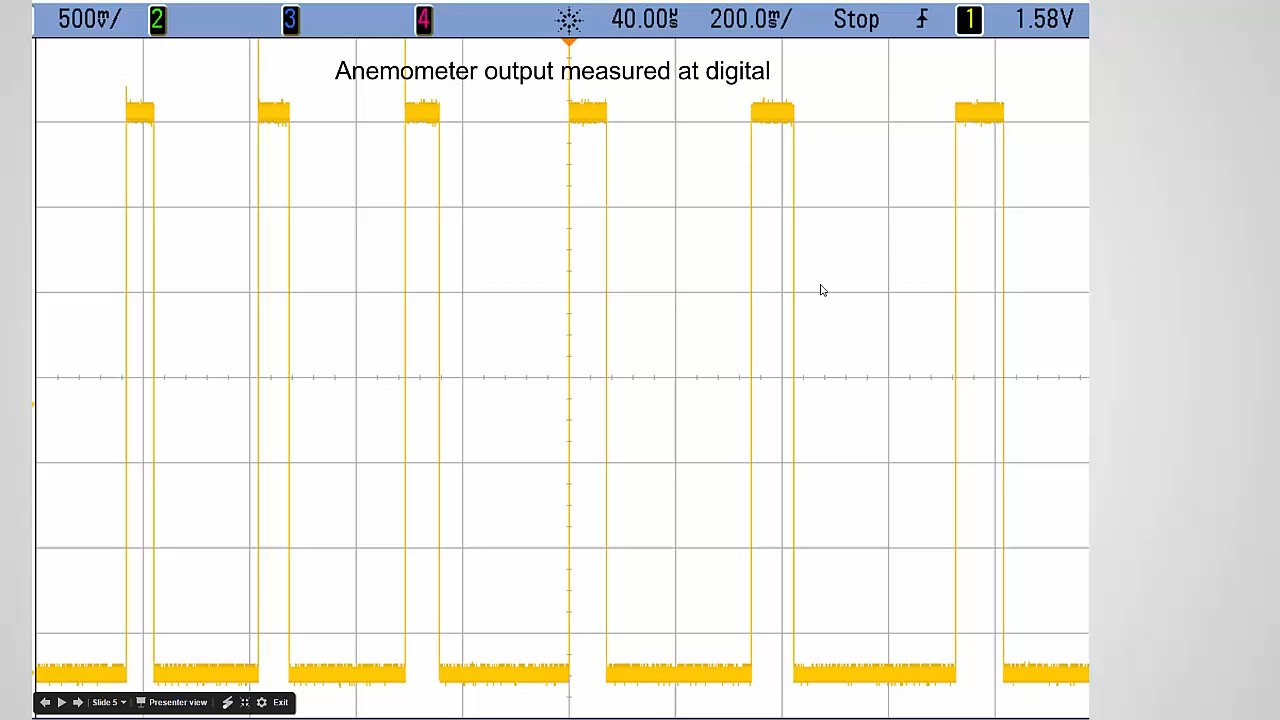 500m/ 2 3 4 40.00µs 200.0ms/ Stop 1 1.58V
Anemometer output measured at digital
Slide 5 Presenter view Exit